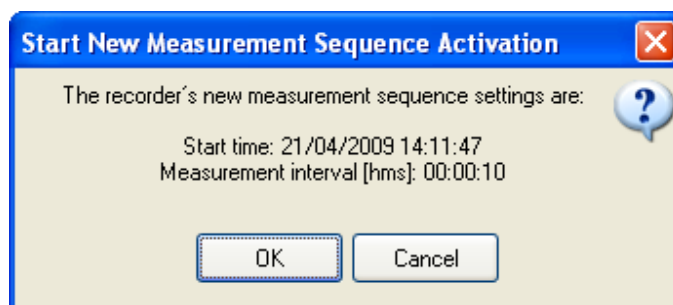 Start New Measurement Sequence Activation
The recorder's new measurement sequence settings are:
Start time: 21/04/2009 14:11:47
Measurement interval [hms]: 00:00:10
OK
Cancel